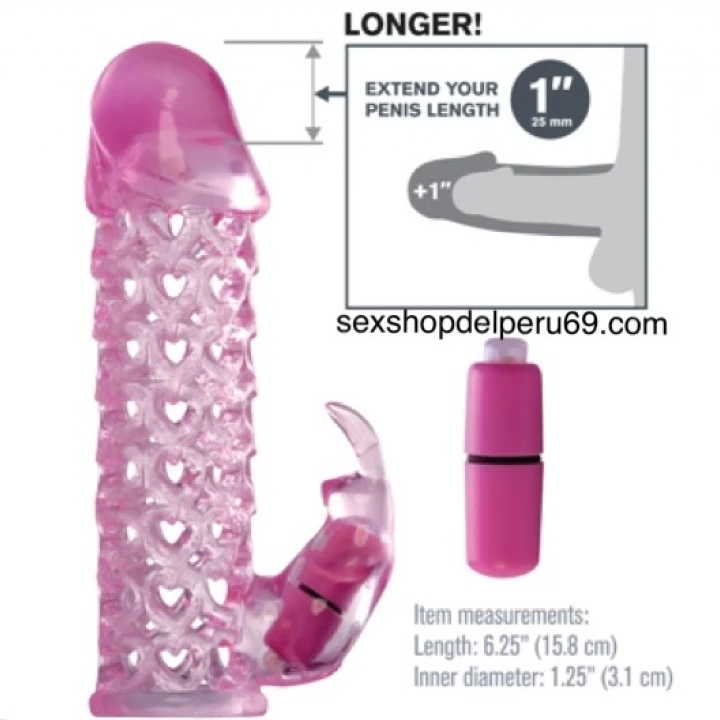 LONGER!
EXTEND YOUR
PENIS LENGTH
1"
25 mm
+1"
sexshopdelperu69.com
Item measurements:
Length: 6.25” (15.8 cm)
Inner diameter: 1.25” (3.1 cm)